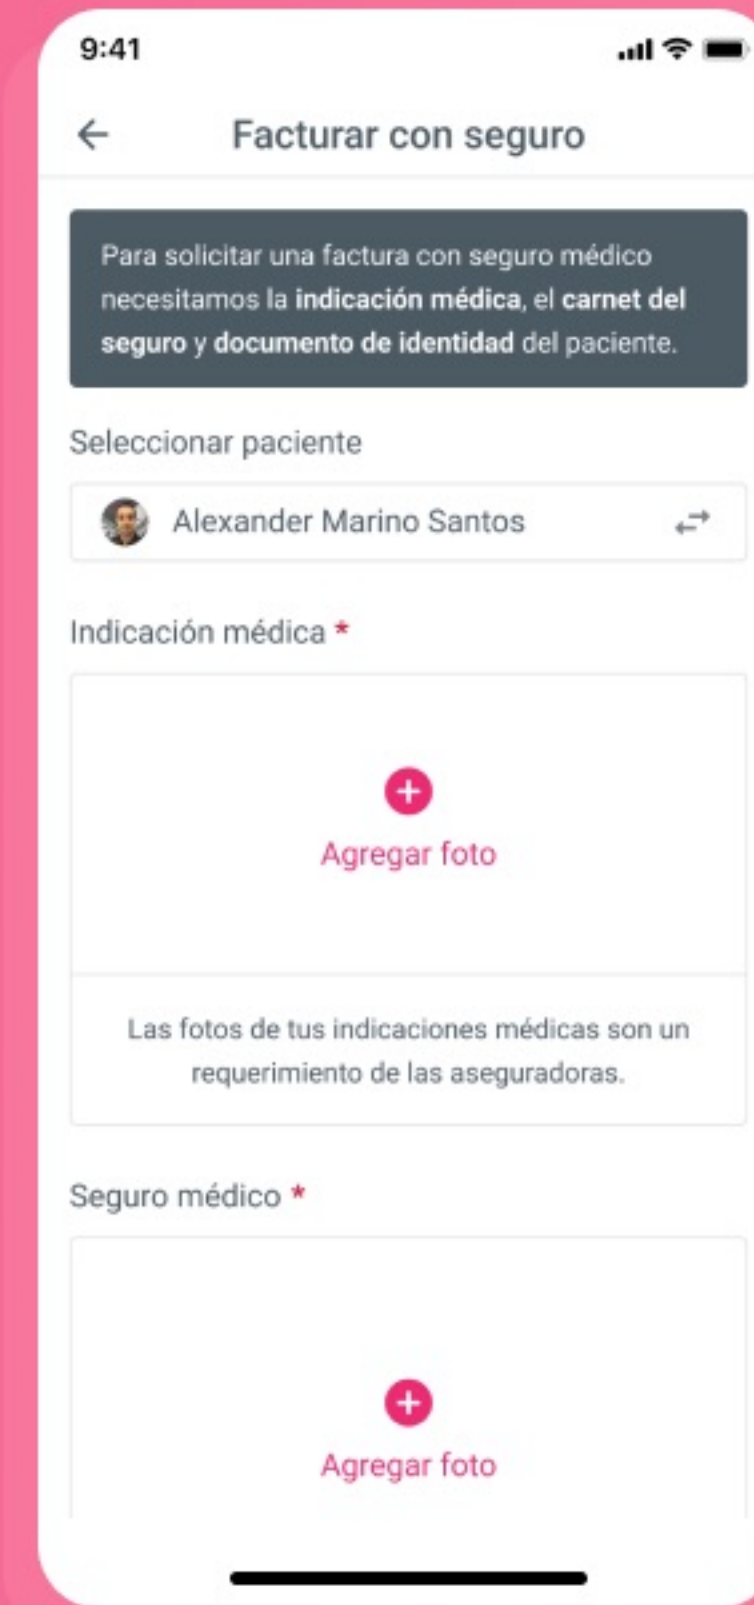 9:41
Facturar con seguro
Para solicitar una factura con seguro médico
necesitamos la indicación médica, el carnet del
seguro y documento de identidad del paciente.
Seleccionar paciente
Alexander Marino Santos
Indicación médica *
Agregar foto
Las fotos de tus indicaciones médicas son un
requerimiento de las aseguradoras.
Seguro médico *
Agregar foto